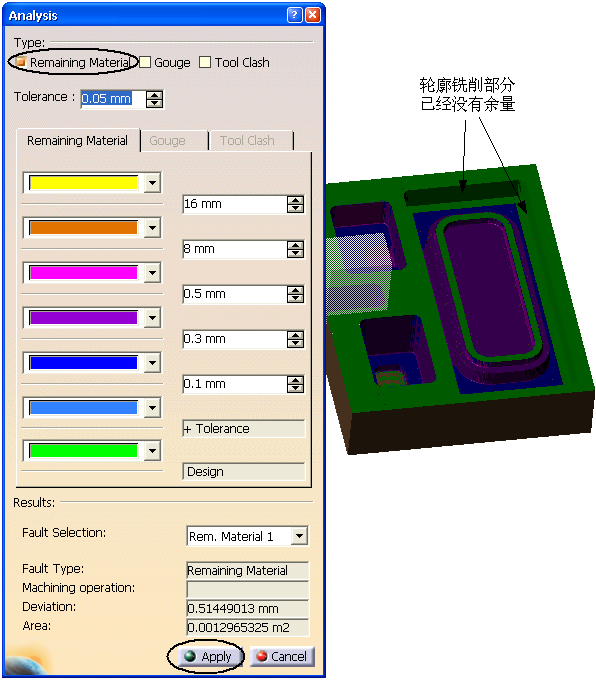 Analysis
Type:
Remaining Material
Gouge
Tool Clash
Tolerance :
0.05 mm
Remaining Material
Gouge
Tool Clash
16 mm
8 mm
0.5 mm
0.3 mm
0.1 mm
+ Tolerance
Design
Results:
Fault Selection:
Rem. Material 1
Fault Type:
Remaining Material
Machining operation:
Deviation:
0.51449013 mm
Area:
0.0012965325 m2
Apply
Cancel
轮廓铣削部分
已经没有余量